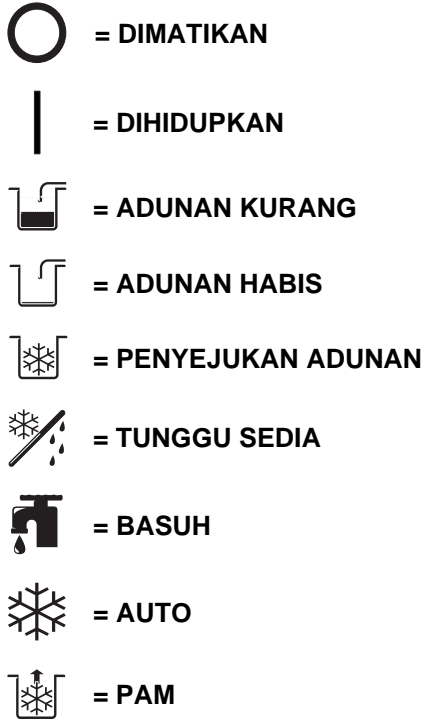 = DIMATIKAN
= DIHIDUPKAN
= ADUNAN KURANG
= ADUNAN HABIS
= PENYEJUKAN ADUNAN
= TUNGGU SEDIA
= BASUH
= AUTO
= PAM